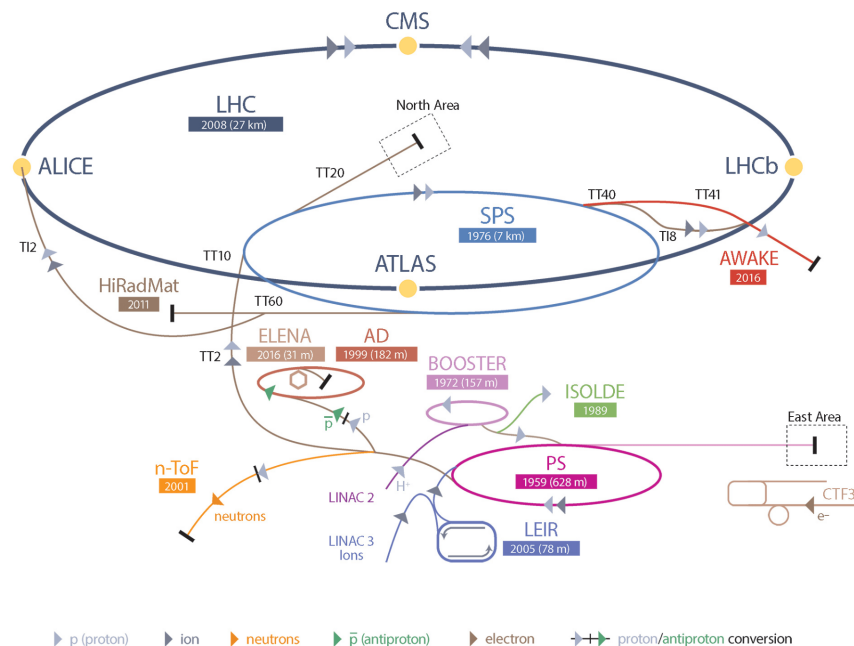 CMS
North Area
LHC
2008 (27 km)
ALICE
LHCb
TT20
TT40
TT41
SPS
1976 (7 km)
TI8
TI2
TT10
AWAKE
2016
ATLAS
HiRadMat
2011
TT60
ELENA
2016 (31 m)
AD
1999 (182 m)
TT2
BOOSTER
1972 (157 m)
ISOLDE
1989
p
p̅
East Area
n-ToF
2001
PS
1959 (628 m)
H⁺
LINAC 2
neutrons
CTF3
e⁻
LEIR
2005 (78 m)
LINAC 3
Ions
p (proton)
ion
neutrons
p̅ (antiproton)
electron
proton/antiproton conversion